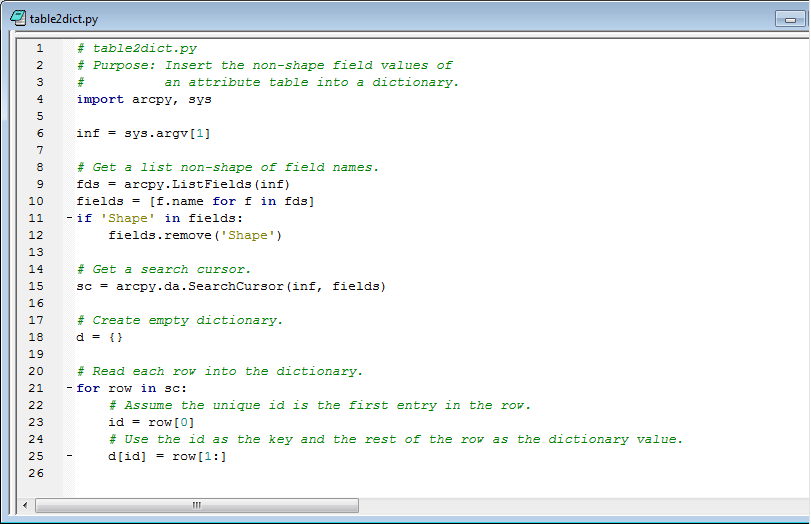 table2dict.py
1 # table2dict.py
2 # Purpose: Insert the non-shape field values of
3 #          an attribute table into a dictionary.
4 import arcpy, sys
5
6 inf = sys.argv[1]
7
8 # Get a list non-shape of field names.
9 fds = arcpy.ListFields(inf)
10 fields = [f.name for f in fds]
11 if 'Shape' in fields:
12     fields.remove('Shape')
13
14 # Get a search cursor.
15 sc = arcpy.da.SearchCursor(inf, fields)
16
17 # Create empty dictionary.
18 d = {}
19
20 # Read each row into the dictionary.
21 for row in sc:
22     # Assume the unique id is the first entry in the row.
23     id = row[0]
24     # Use the id as the key and the rest of the row as the dictionary value.
25     d[id] = row[1:]
26